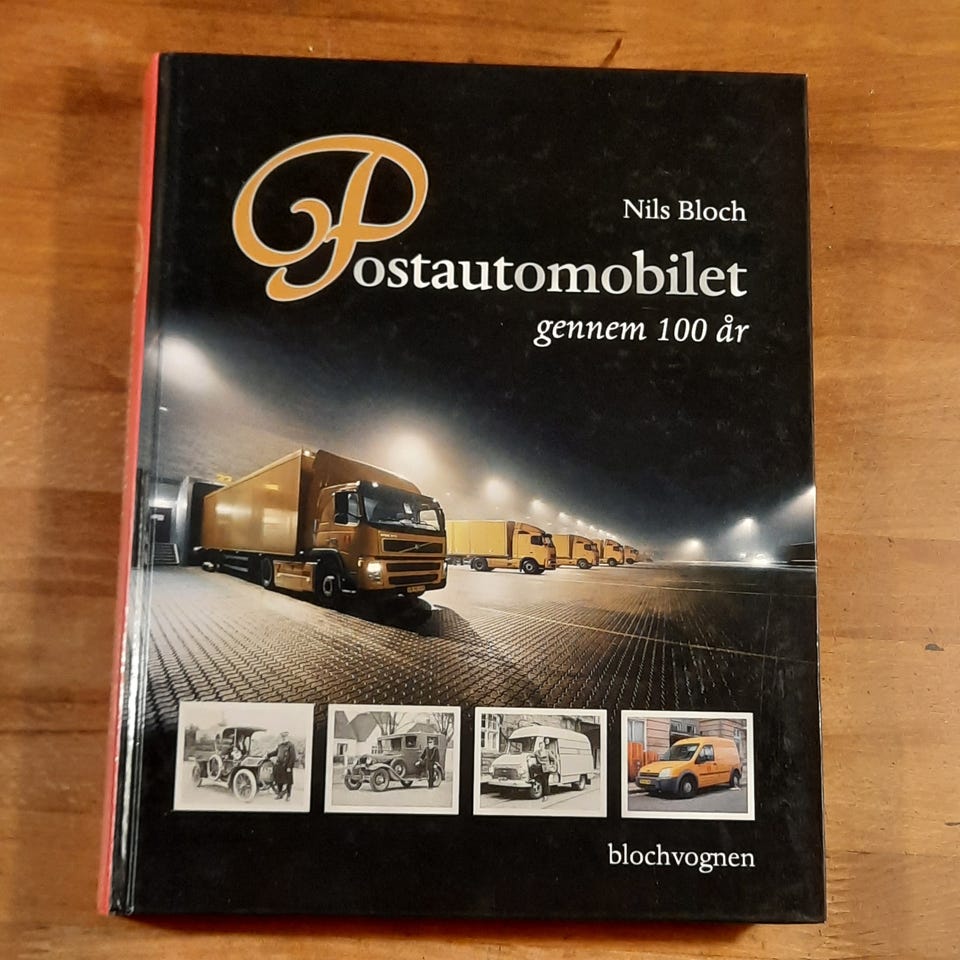 Nils Bloch
Postautomobilet
gennem 100 år
blochvognen